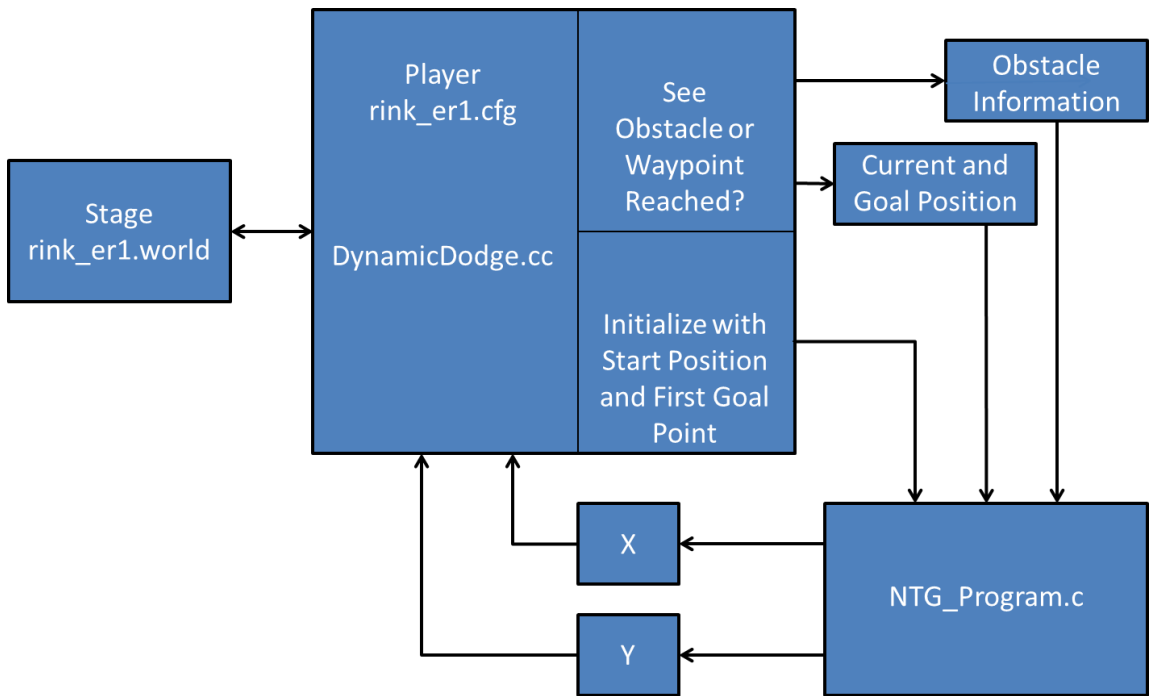 Stage
rink_er1.world
Player
rink_er1.cfg
DynamicDodge.cc
See
Obstacle or
Waypoint
Reached?
Initialize with
Start Position
and First Goal
Point
Obstacle
Information
Current and
Goal Position
X
Y
NTG_Program.c